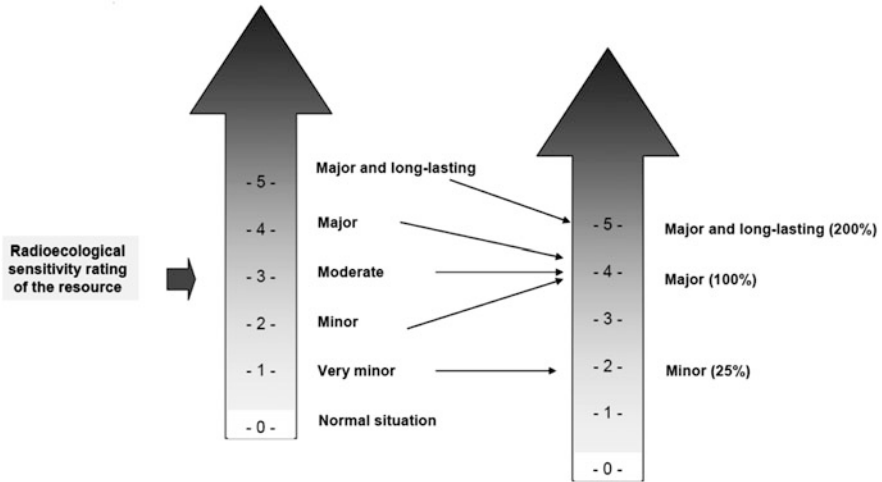 Radioecological
sensitivity rating
of the resource
- 5 -
- 4 -
- 3 -
- 2 -
- 1 -
- 0 -
Major and long-lasting
Major
Moderate
Minor
Very minor
Normal situation
- 5 -
- 4 -
- 3 -
- 2 -
- 1 -
- 0 -
Major and long-lasting (200%)
Major (100%)
Minor (25%)